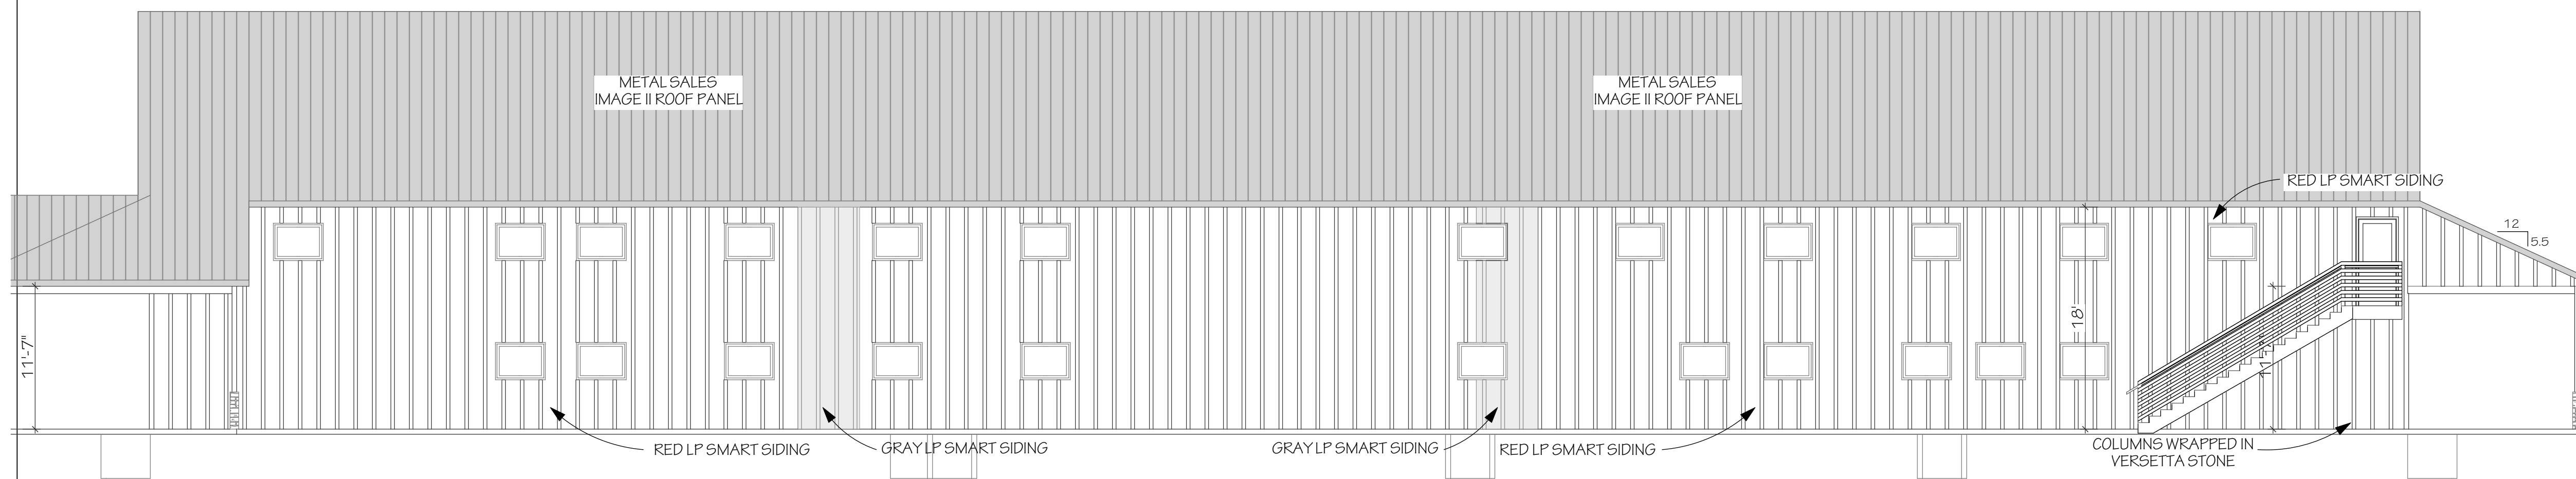 METAL SALES
IMAGE II ROOF PANEL
METAL SALES
IMAGE II ROOF PANEL
RED LP SMART SIDING
12
5.5
18'
11'-7"
RED LP SMART SIDING
GRAY LP SMART SIDING
GRAY LP SMART SIDING
RED LP SMART SIDING
COLUMNS WRAPPED IN
VERSETTA STONE